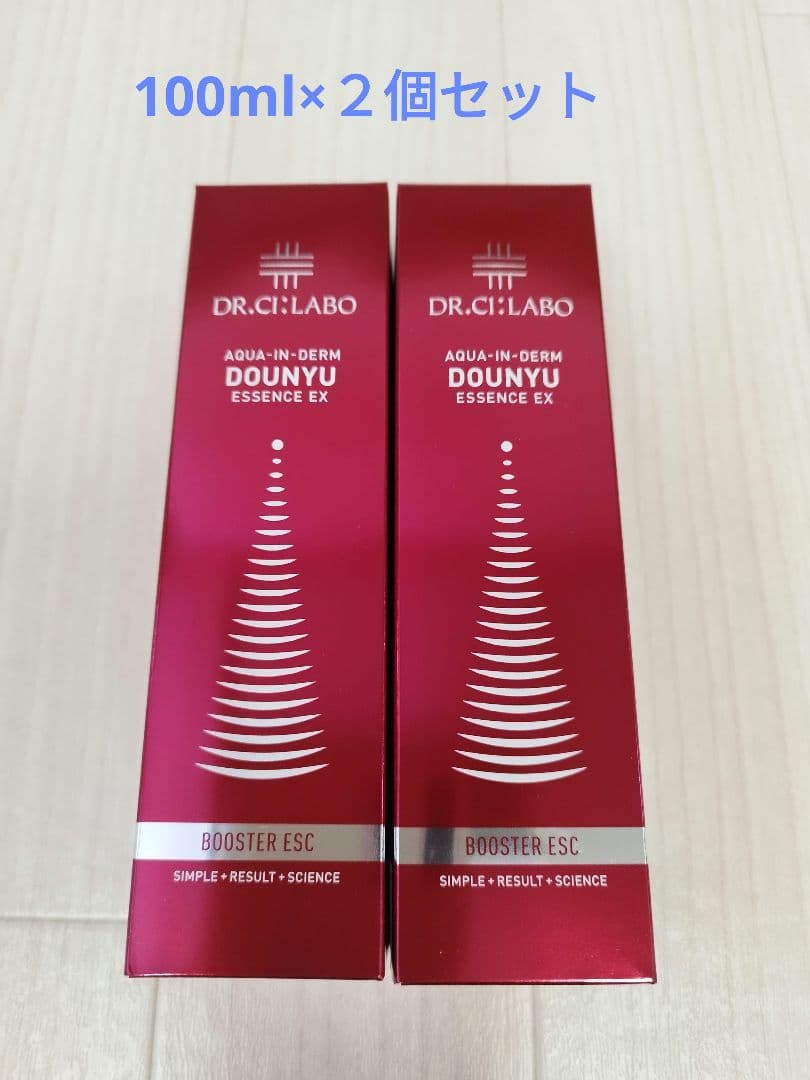 100ml×２個セット
DR.CI:LABO
AQUA-IN-DERM
DOUNYU
ESSENCE EX
BOOSTER ESC
SIMPLE+RESULT+SCIENCE
DR.CI:LABO
AQUA-IN-DERM
DOUNYU
ESSENCE EX
BOOSTER ESC
SIMPLE+RESULT+SCIENCE